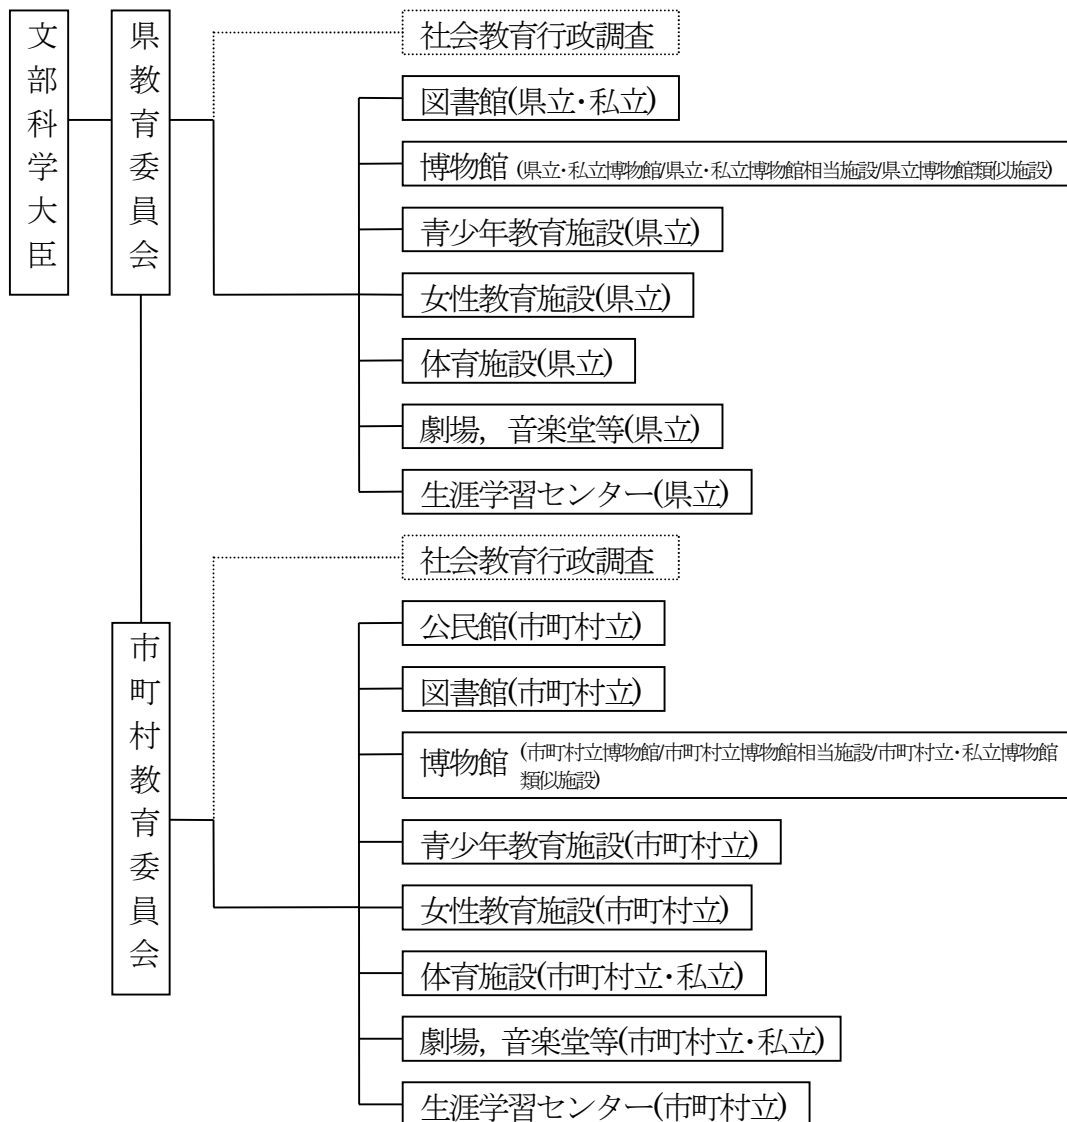 文部科学大臣
県教育委員会
社会教育行政調査
図書館(県立・私立)
博物館 (県立・私立博物館/県立・私立博物館相当施設/県立博物館類似施設)
青少年教育施設(県立)
女性教育施設(県立)
体育施設(県立)
劇場，音楽堂等(県立)
生涯学習センター(県立)
市町村教育委員会
社会教育行政調査
公民館(市町村立)
図書館(市町村立)
博物館 (市町村立博物館/市町村立博物館相当施設/市町村立・私立博物館
類似施設)
青少年教育施設(市町村立)
女性教育施設(市町村立)
体育施設(市町村立・私立)
劇場，音楽堂等(市町村立・私立)
生涯学習センター(市町村立)